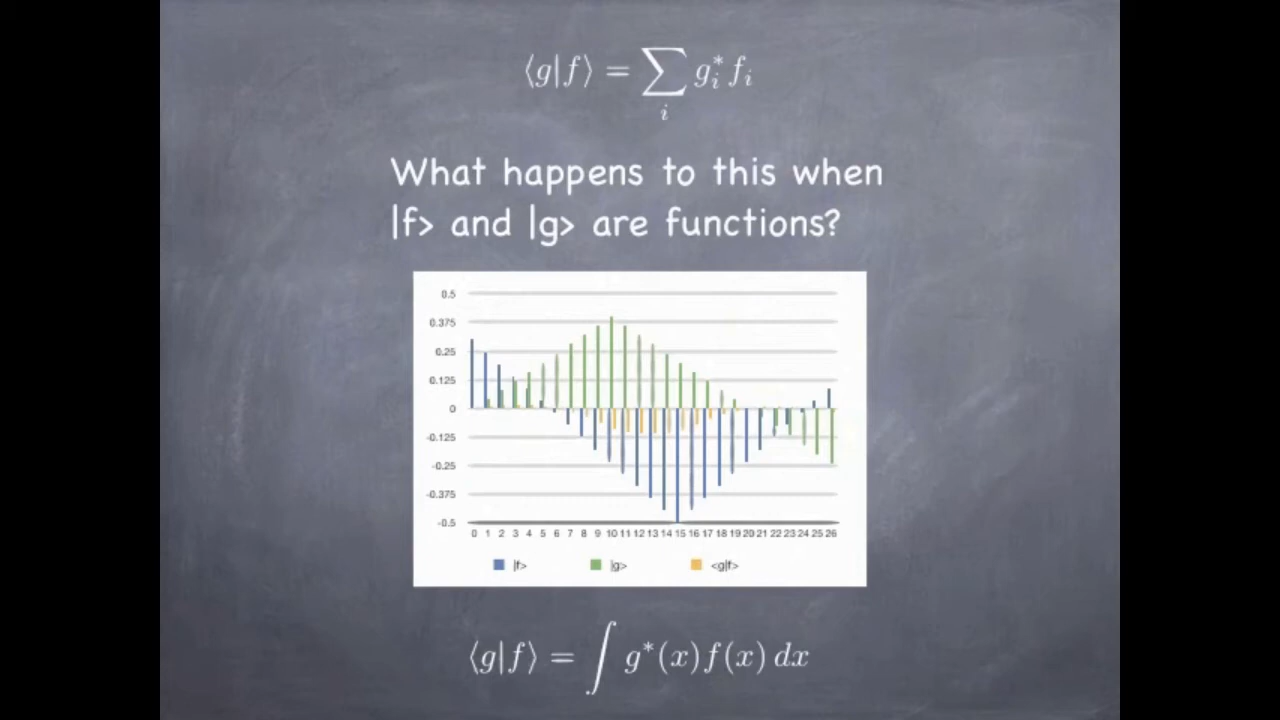 ⟨g|f⟩ = ∑ᵢ gᵢ* fᵢ
What happens to this when
|f> and |g> are functions?
0.5
0.375
0.25
0.125
0
-0.125
-0.25
-0.375
-0.5
0 1 2 3 4 5 6 7 8 9 10 11 12 13 14 15 16 17 18 19 20 21 22 23 24 25 26
|f> |g> <g|f>
⟨g|f⟩ = ∫ g*(x)f(x) dx